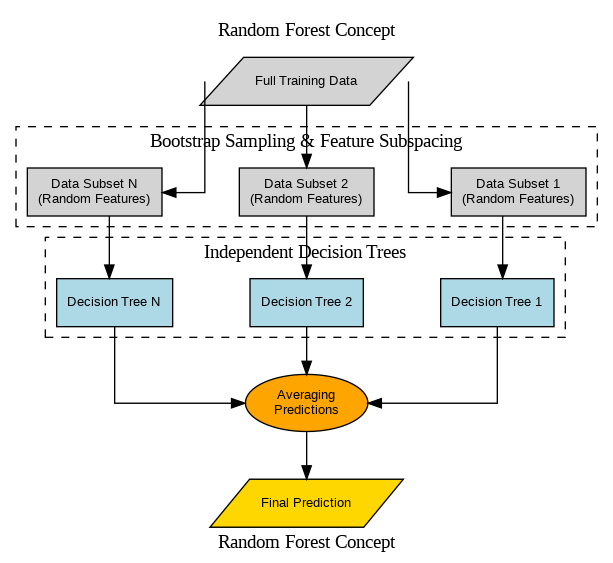 Random Forest Concept
Full Training Data
Bootstrap Sampling & Feature Subspacing
Data Subset N
(Random Features)
Data Subset 2
(Random Features)
Data Subset 1
(Random Features)
Independent Decision Trees
Decision Tree N
Decision Tree 2
Decision Tree 1
Averaging
Predictions
Final Prediction
Random Forest Concept